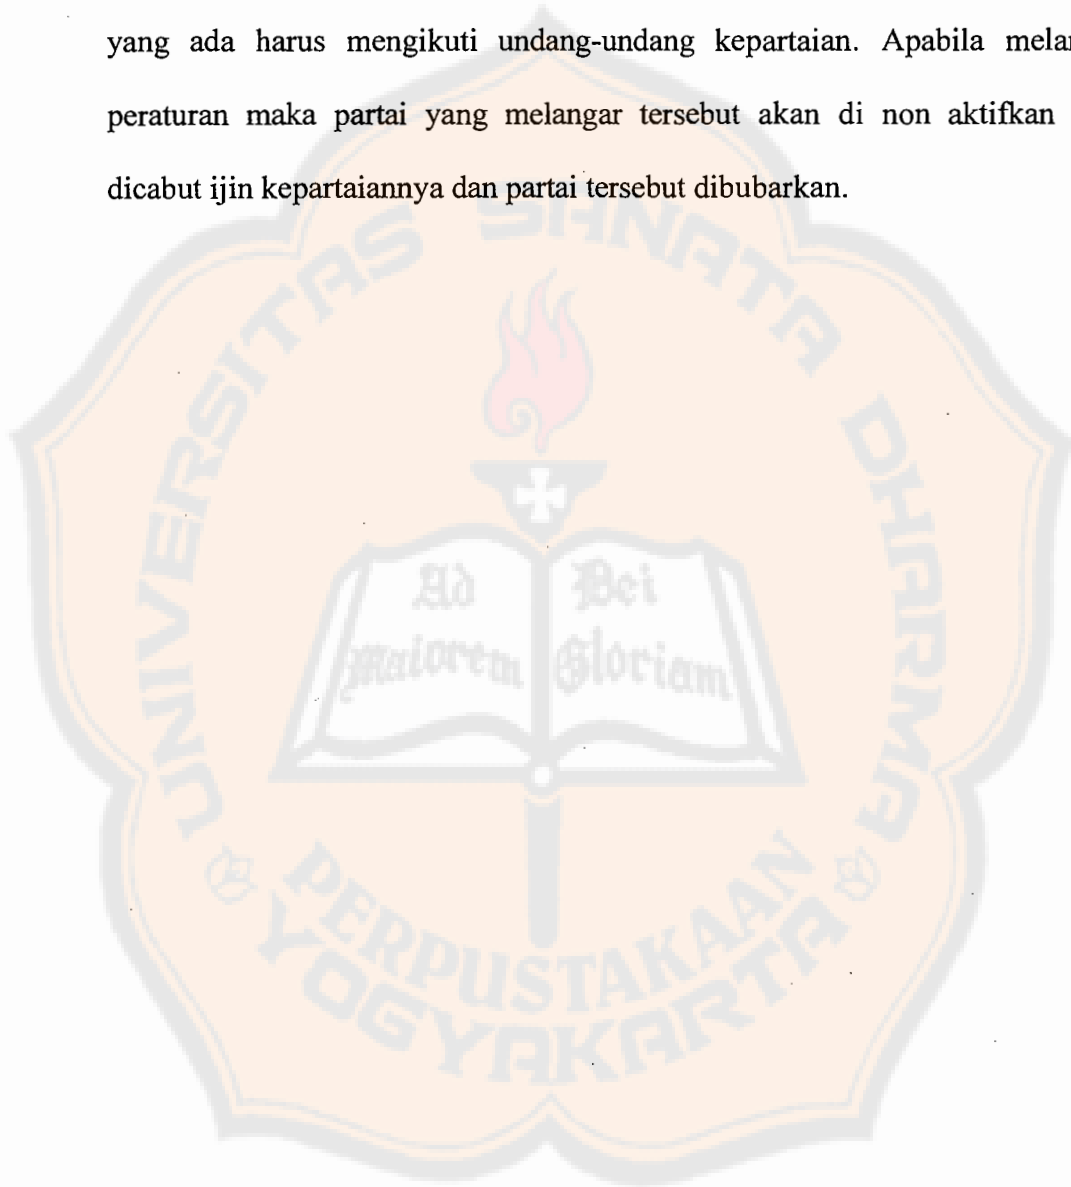 yang ada harus mengikuti undang-undang kepartaian. Apabila
peraturan maka partai yang melangar tersebut akan di non aktifkan
dicabut ijin kepartaiannya dan partai tersebut dibubarkan.
UNIVERSITAS SANATA DHARMA
Ad Dei
Maiorem Gloriam
PERPUSTAKAAN
YOGYAKARTA